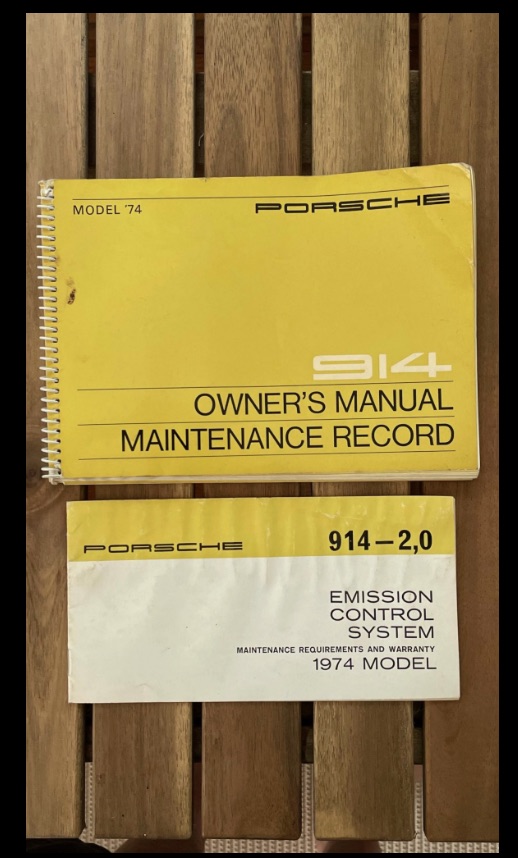 MODEL '74
PORSCHE
914
OWNER'S MANUAL
MAINTENANCE RECORD
PORSCHE
914–2,0
EMISSION
CONTROL
SYSTEM
MAINTENANCE REQUIREMENTS AND WARRANTY
1974 MODEL